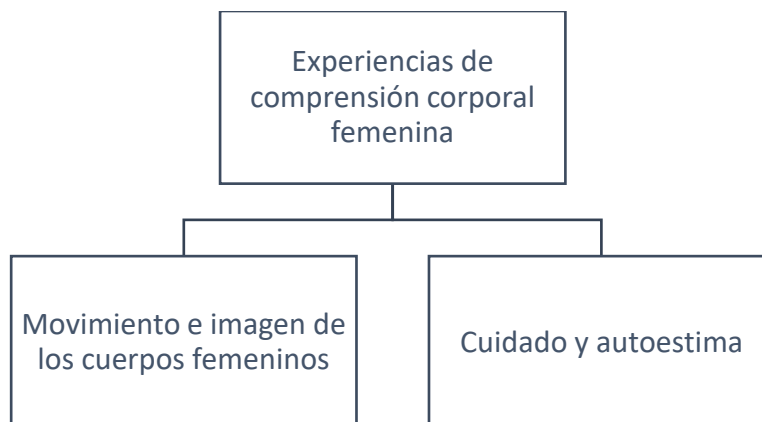 Experiencias de
comprensión corporal
femenina
Movimiento e imagen de
los cuerpos femeninos
Cuidado y autoestima